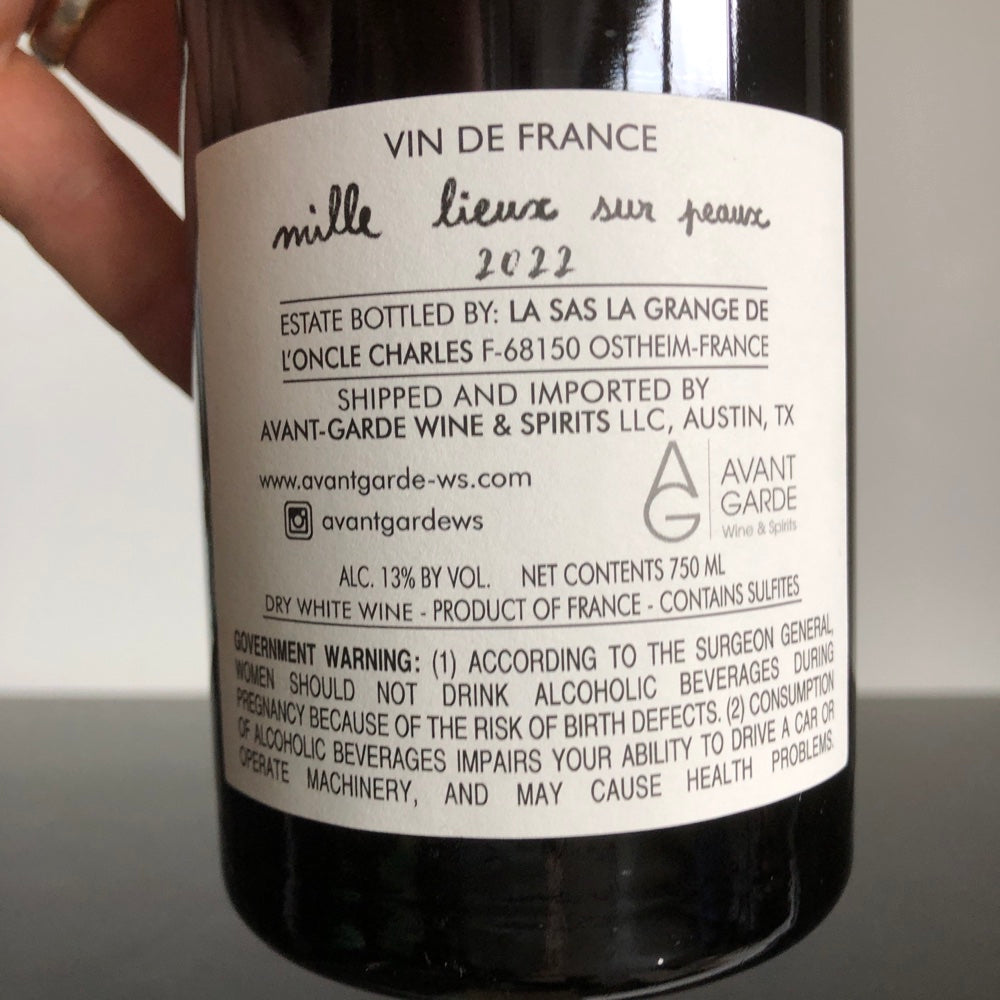 VIN DE FRANCE
mille lieux sur peaux
2022
ESTATE BOTTLED BY: LA SAS LA GRANGE DE
L'ONCLE CHARLES F-68150 OSTHEIM-FRANCE
SHIPPED AND IMPORTED BY
AVANT-GARDE WINE & SPIRITS LLC, AUSTIN, TX
www.avantgarde-ws.com
avantgardews
AG
AVANT
GARDE
Wine & Spirits
ALC. 13% BY VOL. NET CONTENTS 750 ML
DRY WHITE WINE - PRODUCT OF FRANCE - CONTAINS SULFITES
GOVERNMENT WARNING: (1) ACCORDING TO THE SURGEON GENERAL,
WOMEN SHOULD NOT DRINK ALCOHOLIC BEVERAGES DURING
PREGNANCY BECAUSE OF THE RISK OF BIRTH DEFECTS. (2) CONSUMPTION
OF ALCOHOLIC BEVERAGES IMPAIRS YOUR ABILITY TO DRIVE A CAR OR
OPERATE MACHINERY, AND MAY CAUSE HEALTH PROBLEMS.